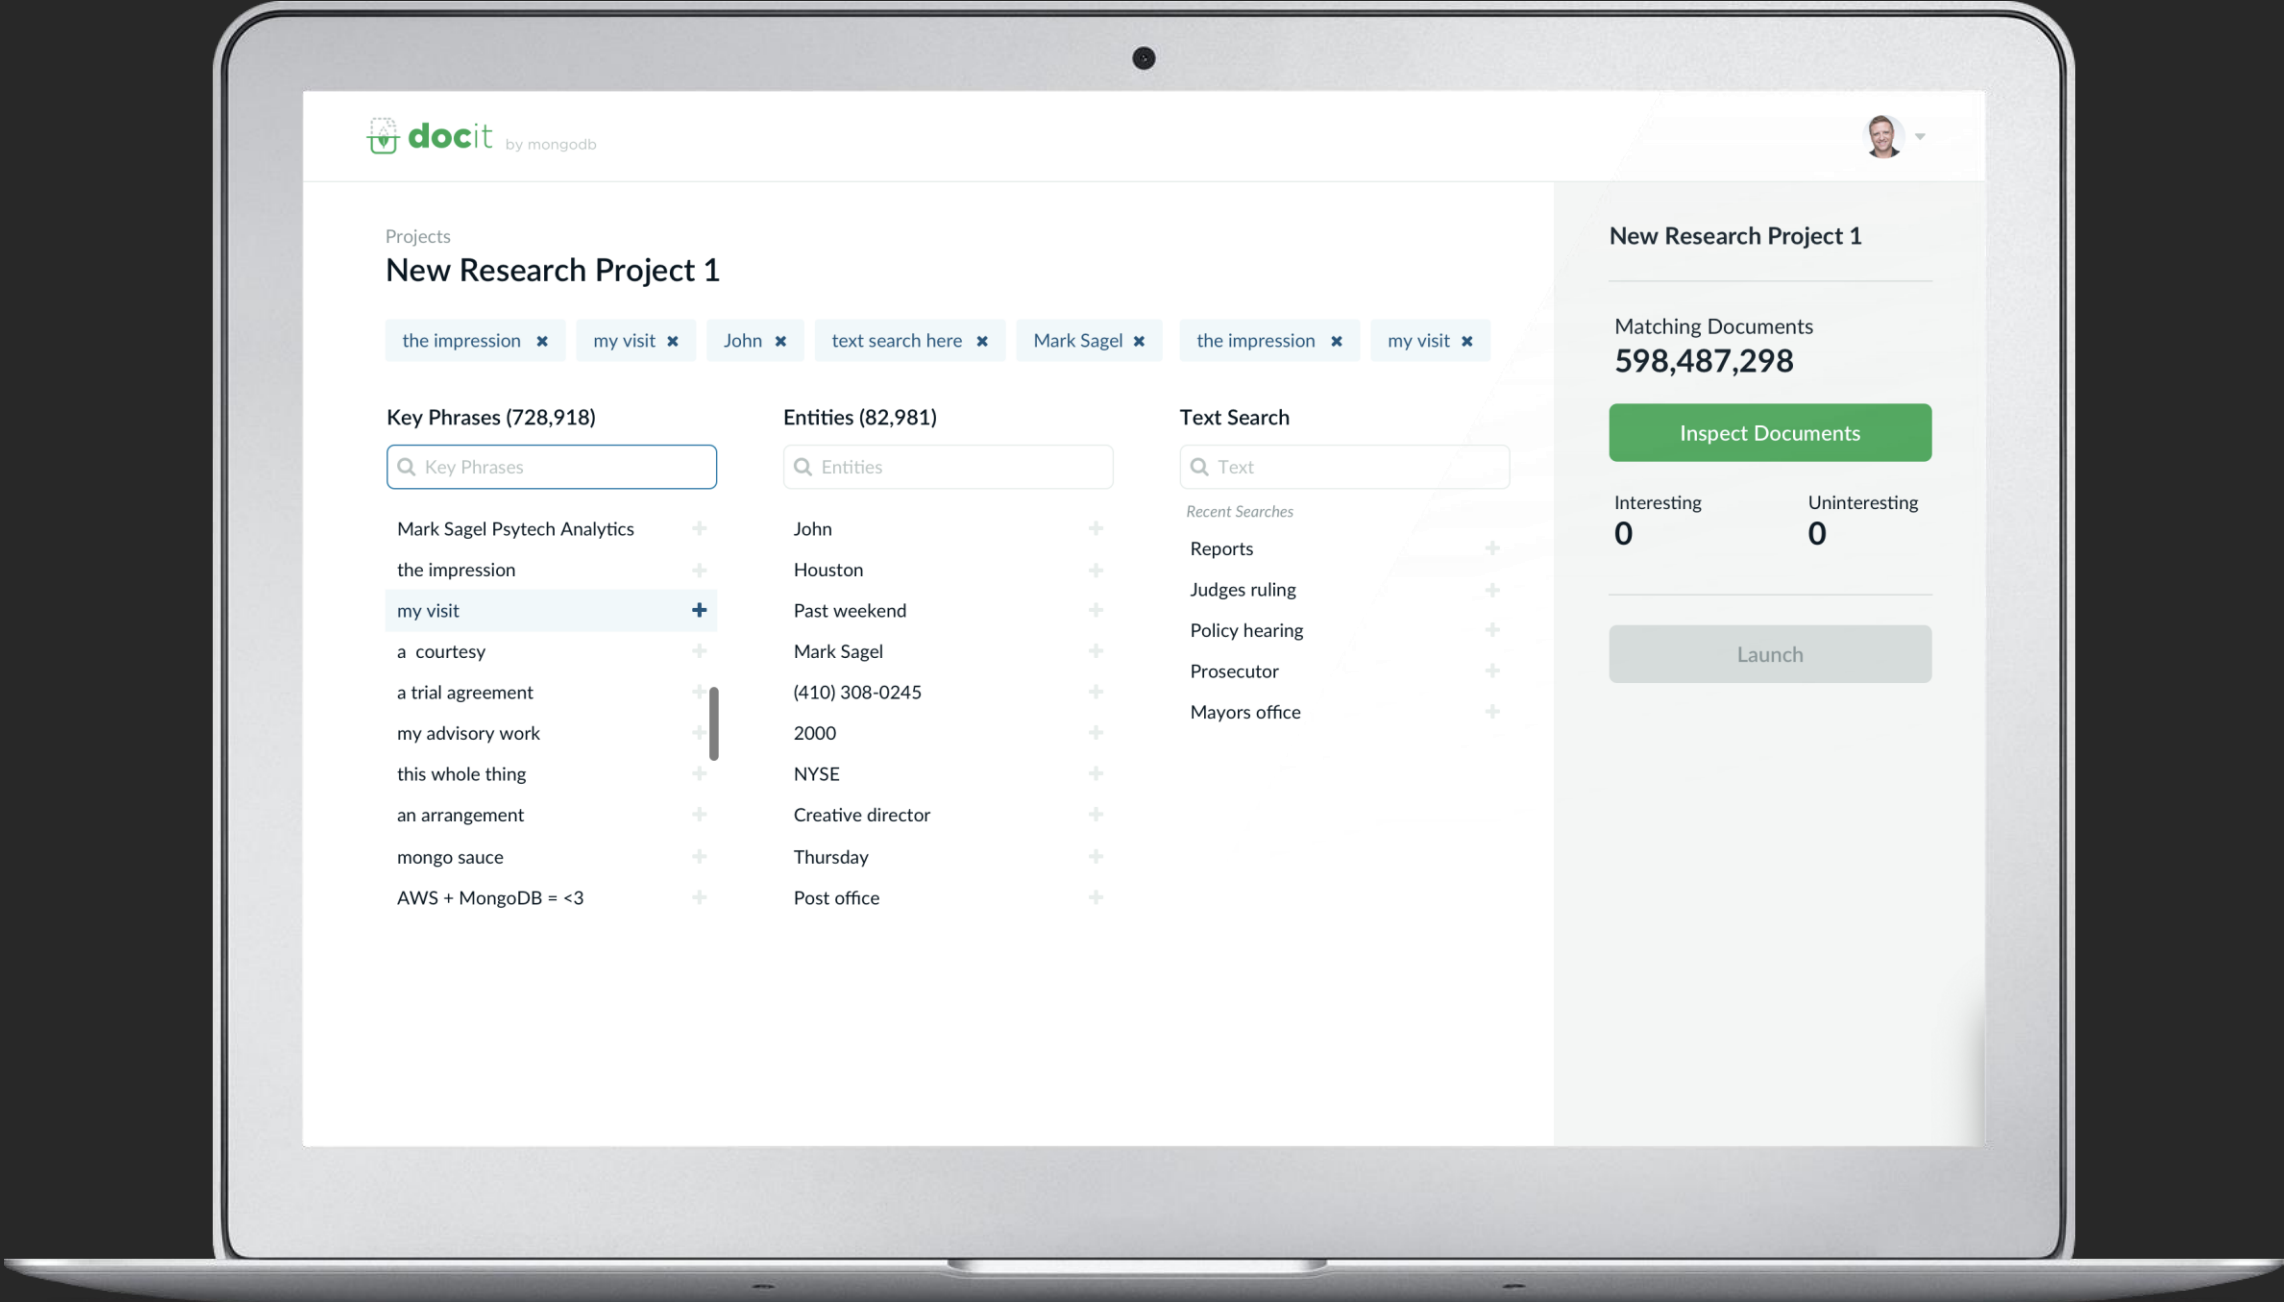 docit by mongodb
Projects
New Research Project 1
the impression my visit John text search here Mark Sagel the impression my visit
Key Phrases (728,918)
Key Phrases
Mark Sagel Psytech Analytics
the impression
my visit
a courtesy
a trial agreement
my advisory work
this whole thing
an arrangement
mongo sauce
AWS + MongoDB = <3
Entities (82,981)
Entities
John
Houston
Past weekend
Mark Sagel
(410) 308-0245
2000
NYSE
Creative director
Thursday
Post office
Text Search
Text
Recent Searches
Reports
Judges ruling
Policy hearing
Prosecutor
Mayors office
New Research Project 1
Matching Documents
598,487,298
Inspect Documents
Interesting Uninteresting
0 0
Launch